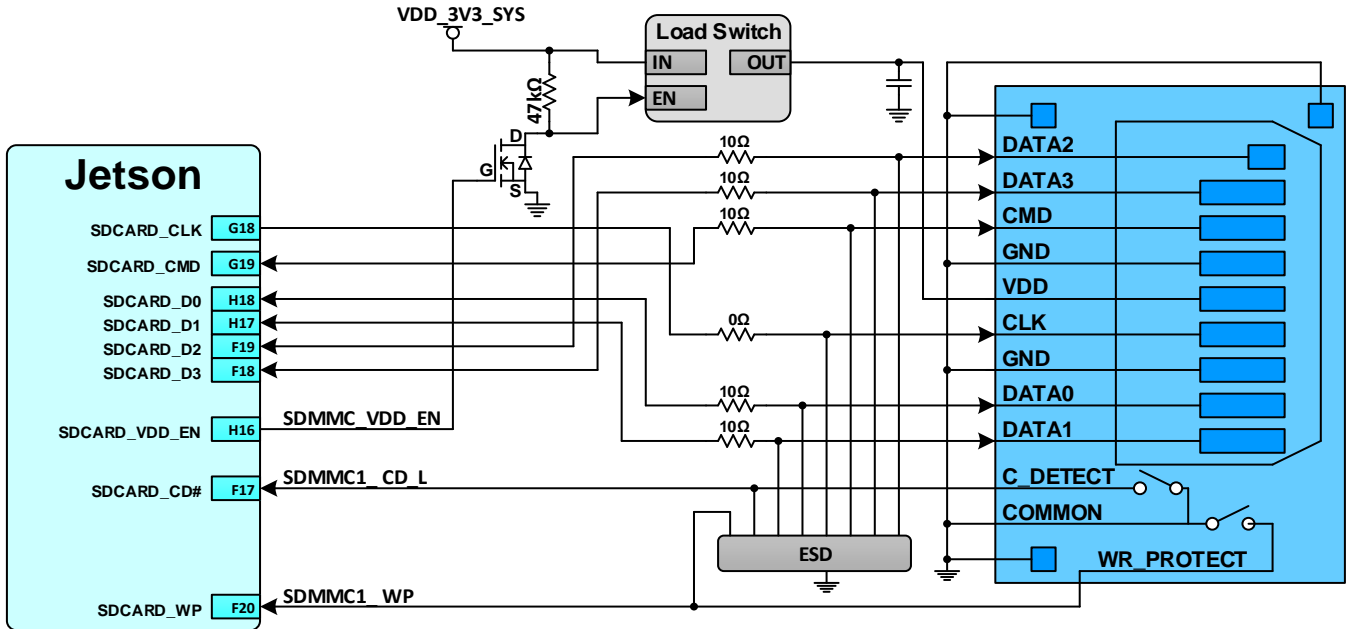 VDD_3V3_SYS
Load Switch
IN
OUT
EN
47kΩ
D
G
S
Jetson
SDCARD_CLK G18
SDCARD_CMD G19
SDCARD_D0 H18
SDCARD_D1 H17
SDCARD_D2 F19
SDCARD_D3 F18
SDCARD_VDD_EN H16
SDMMC_VDD_EN
SDCARD_CD# F17
SDMMC1_CD_L
SDCARD_WP F20
SDMMC1_WP
10Ω
10Ω
10Ω
0Ω
10Ω
10Ω
ESD
DATA2
DATA3
CMD
GND
VDD
CLK
GND
DATA0
DATA1
C_DETECT
COMMON
WR_PROTECT